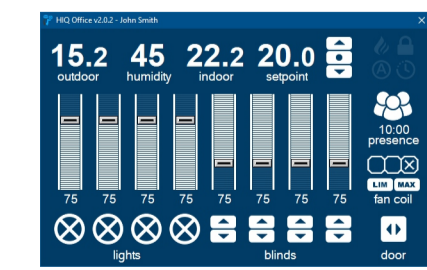 HIQ Office v2.0.2 - John Smith
15.2 45 22.2 20.0
outdoor humidity indoor setpoint
A
10:00
presence
LIM MAX
75 75 75 75 75 75 75 75 fan coil
lights blinds door